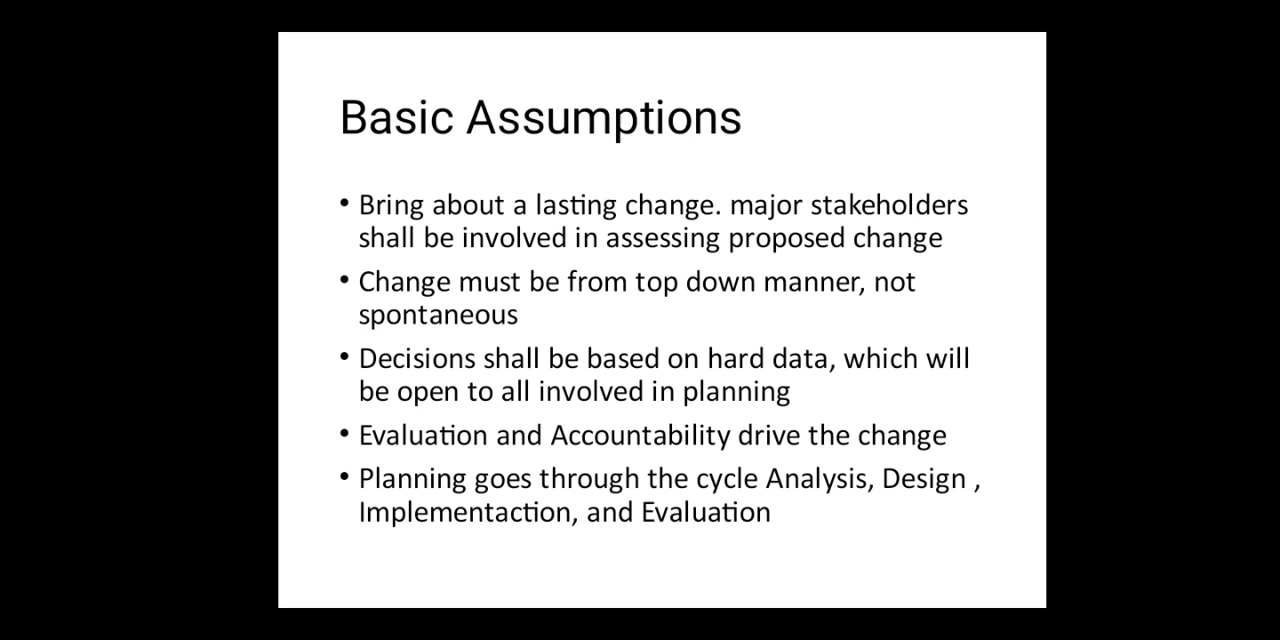 Basic Assumptions
• Bring about a lasting change. major stakeholders
shall be involved in assessing proposed change
• Change must be from top down manner, not
spontaneous
• Decisions shall be based on hard data, which will
be open to all involved in planning
• Evaluation and Accountability drive the change
• Planning goes through the cycle Analysis, Design ,
Implementaction, and Evaluation